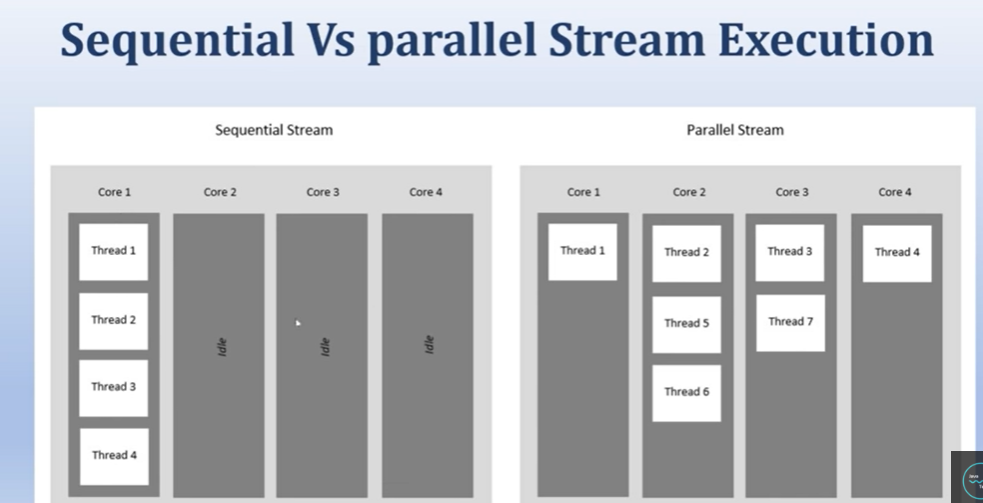 Sequential Vs parallel Stream Execution
Sequential Stream
Parallel Stream
Core 1
Core 2
Core 3
Core 4
Thread 1
Thread 2
Thread 3
Thread 4
Idle
Idle
Idle
Core 1
Core 2
Core 3
Core 4
Thread 1
Thread 2
Thread 5
Thread 6
Thread 3
Thread 7
Thread 4